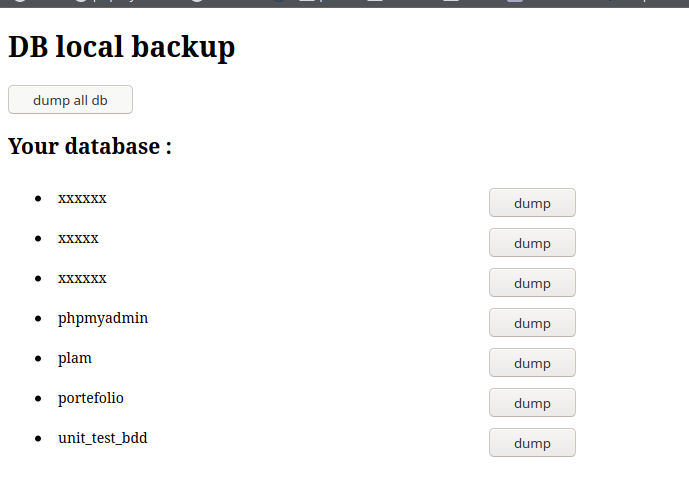 DB local backup
dump all db
Your database :
xxxxxx dump
xxxxx dump
xxxxxx dump
phpmyadmin dump
plam dump
portefolio dump
unit_test_bdd dump